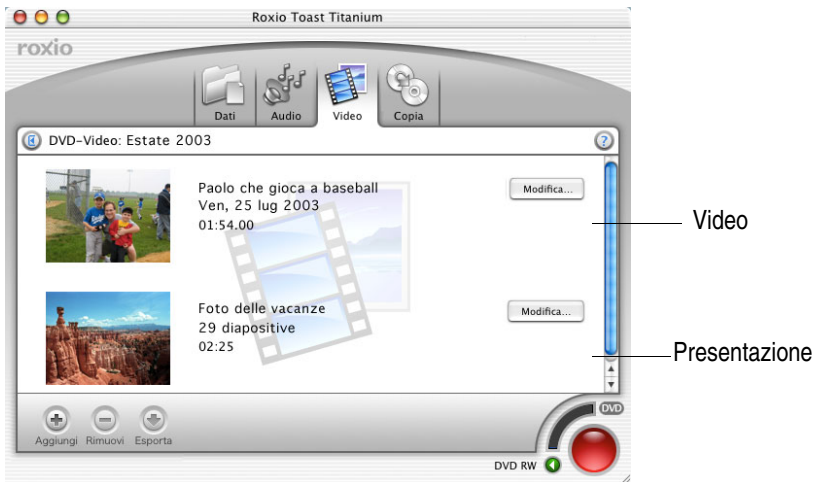 Roxio Toast Titanium
roxio
Dati
Audio
Video
Copia
DVD-Video: Estate 2003
?
Paolo che gioca a baseball
Ven, 25 lug 2003
01:54.00
Modifica...
Video
Foto delle vacanze
29 diapositive
02:25
Modifica...
Presentazione
Aggiungi
Rimuovi
Esporta
DVD
DVD RW